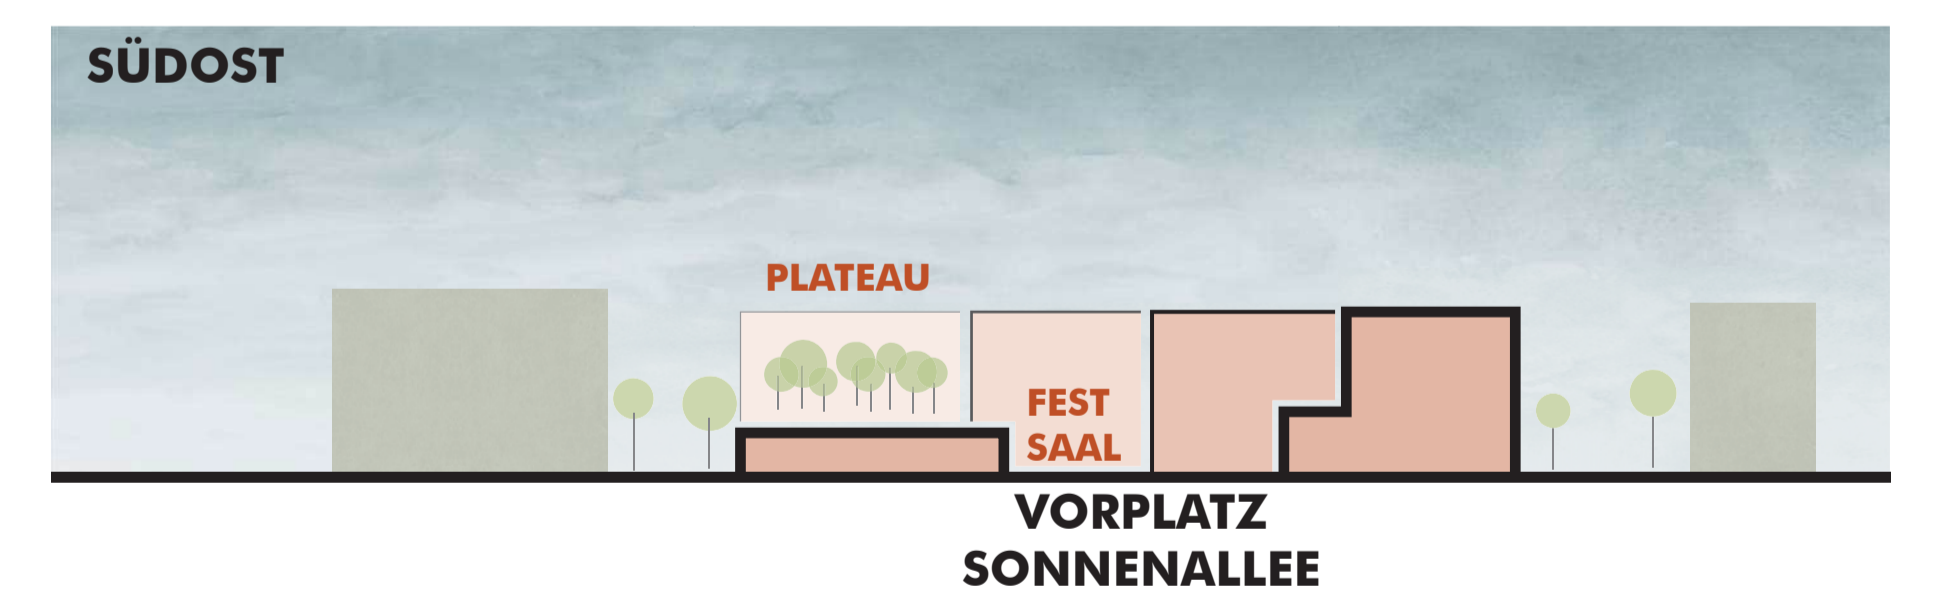 SÜDOST
PLATEAU
FEST
SAAL
VORPLATZ
SONNENALLEE